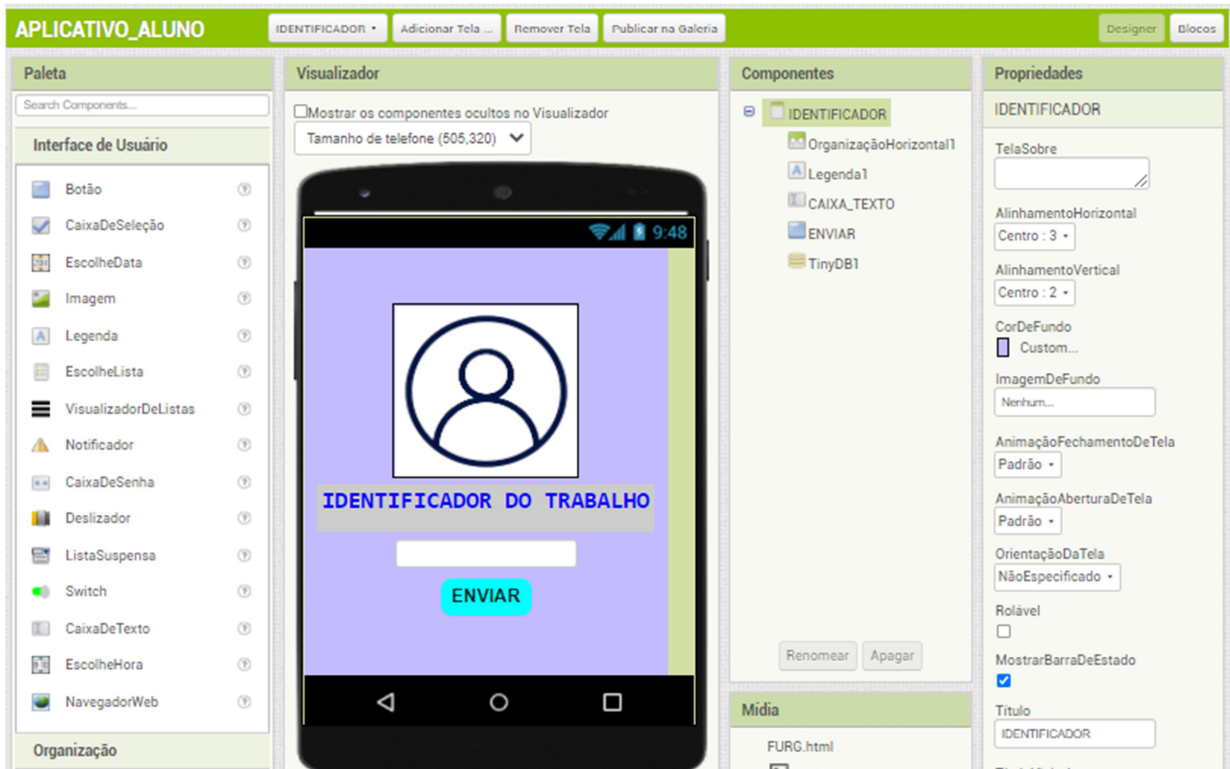 APLICATIVO_ALUNO
IDENTIFICADOR
Adicionar Tela ...
Remover Tela
Publicar na Galeria
Designer
Blocos
Paleta
Search Components...
Interface de Usuário
Botão
CaixaDeSeleção
EscolheData
Imagem
Legenda
EscolheLista
VisualizadorDeListas
Notificador
CaixaDeSenha
Deslizador
ListaSuspensa
Switch
CaixaDeTexto
EscolheHora
NavegadorWeb
Organização
Visualizador
Mostrar os componentes ocultos no Visualizador
Tamanho de telefone (505,320)
9:48
IDENTIFICADOR DO TRABALHO
ENVIAR
Componentes
IDENTIFICADOR
OrganizaçãoHorizontal1
Legenda1
CAIXA_TEXTO
ENVIAR
TinyDB1
Renomear
Apagar
Mídia
FURG.html
Propriedades
IDENTIFICADOR
TelaSobre
AlinhamentoHorizontal
Centro : 3
AlinhamentoVertical
Centro : 2
CorDeFundo
Custom...
ImagemDeFundo
Nenhum...
AnimaçãoFechamentoDeTela
Padrão
AnimaçãoAberturaDeTela
Padrão
OrientaçãoDaTela
NãoEspecificado
Rolável
MostrarBarraDeEstado
Título
IDENTIFICADOR